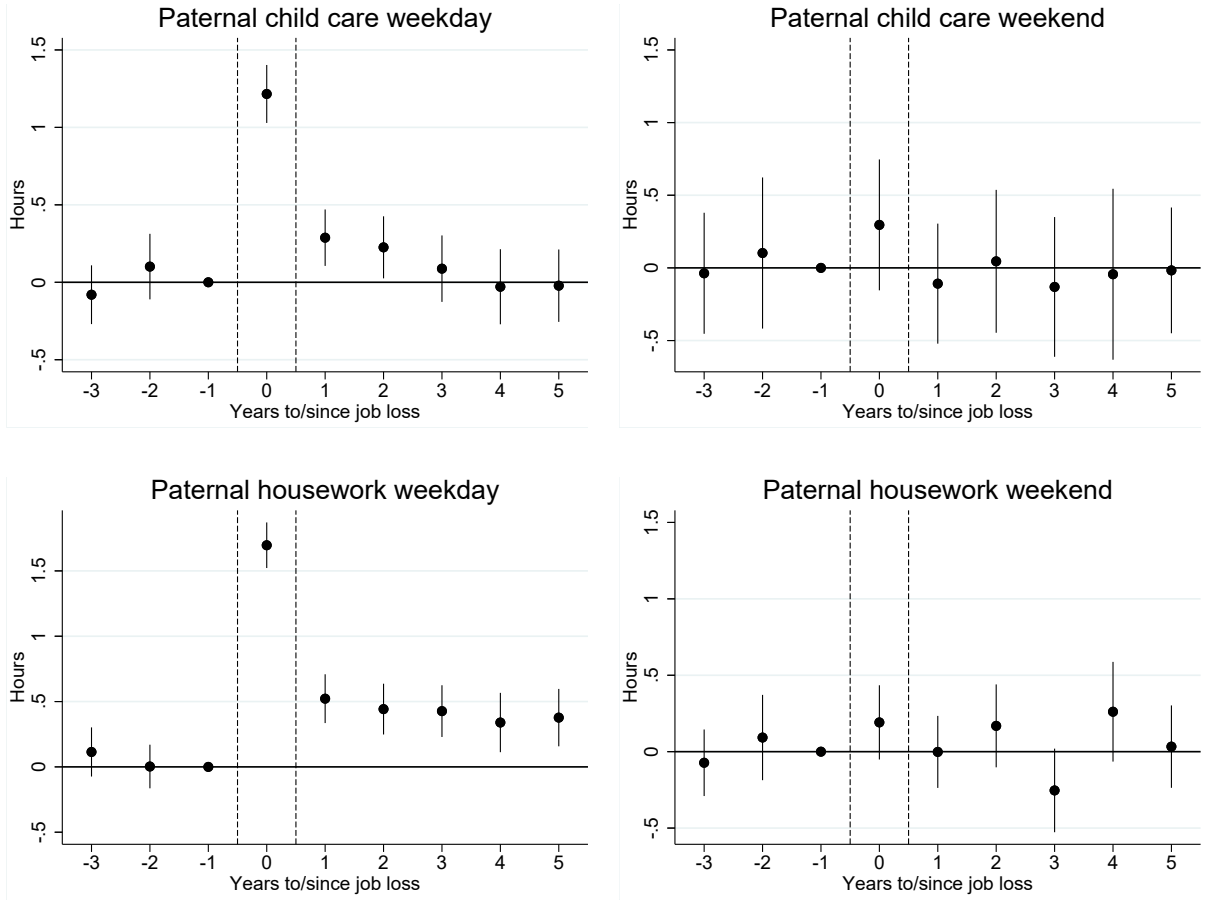 Paternal child care weekday
Hours
1.5
1
.5
0
-.5
-3 -2 -1 0 1 2 3 4 5
Years to/since job loss
Paternal child care weekend
Hours
1.5
1
.5
0
-.5
-3 -2 -1 0 1 2 3 4 5
Years to/since job loss
Paternal housework weekday
Hours
1.5
1
.5
0
-.5
-3 -2 -1 0 1 2 3 4 5
Years to/since job loss
Paternal housework weekend
Hours
1.5
1
.5
0
-.5
-3 -2 -1 0 1 2 3 4 5
Years to/since job loss